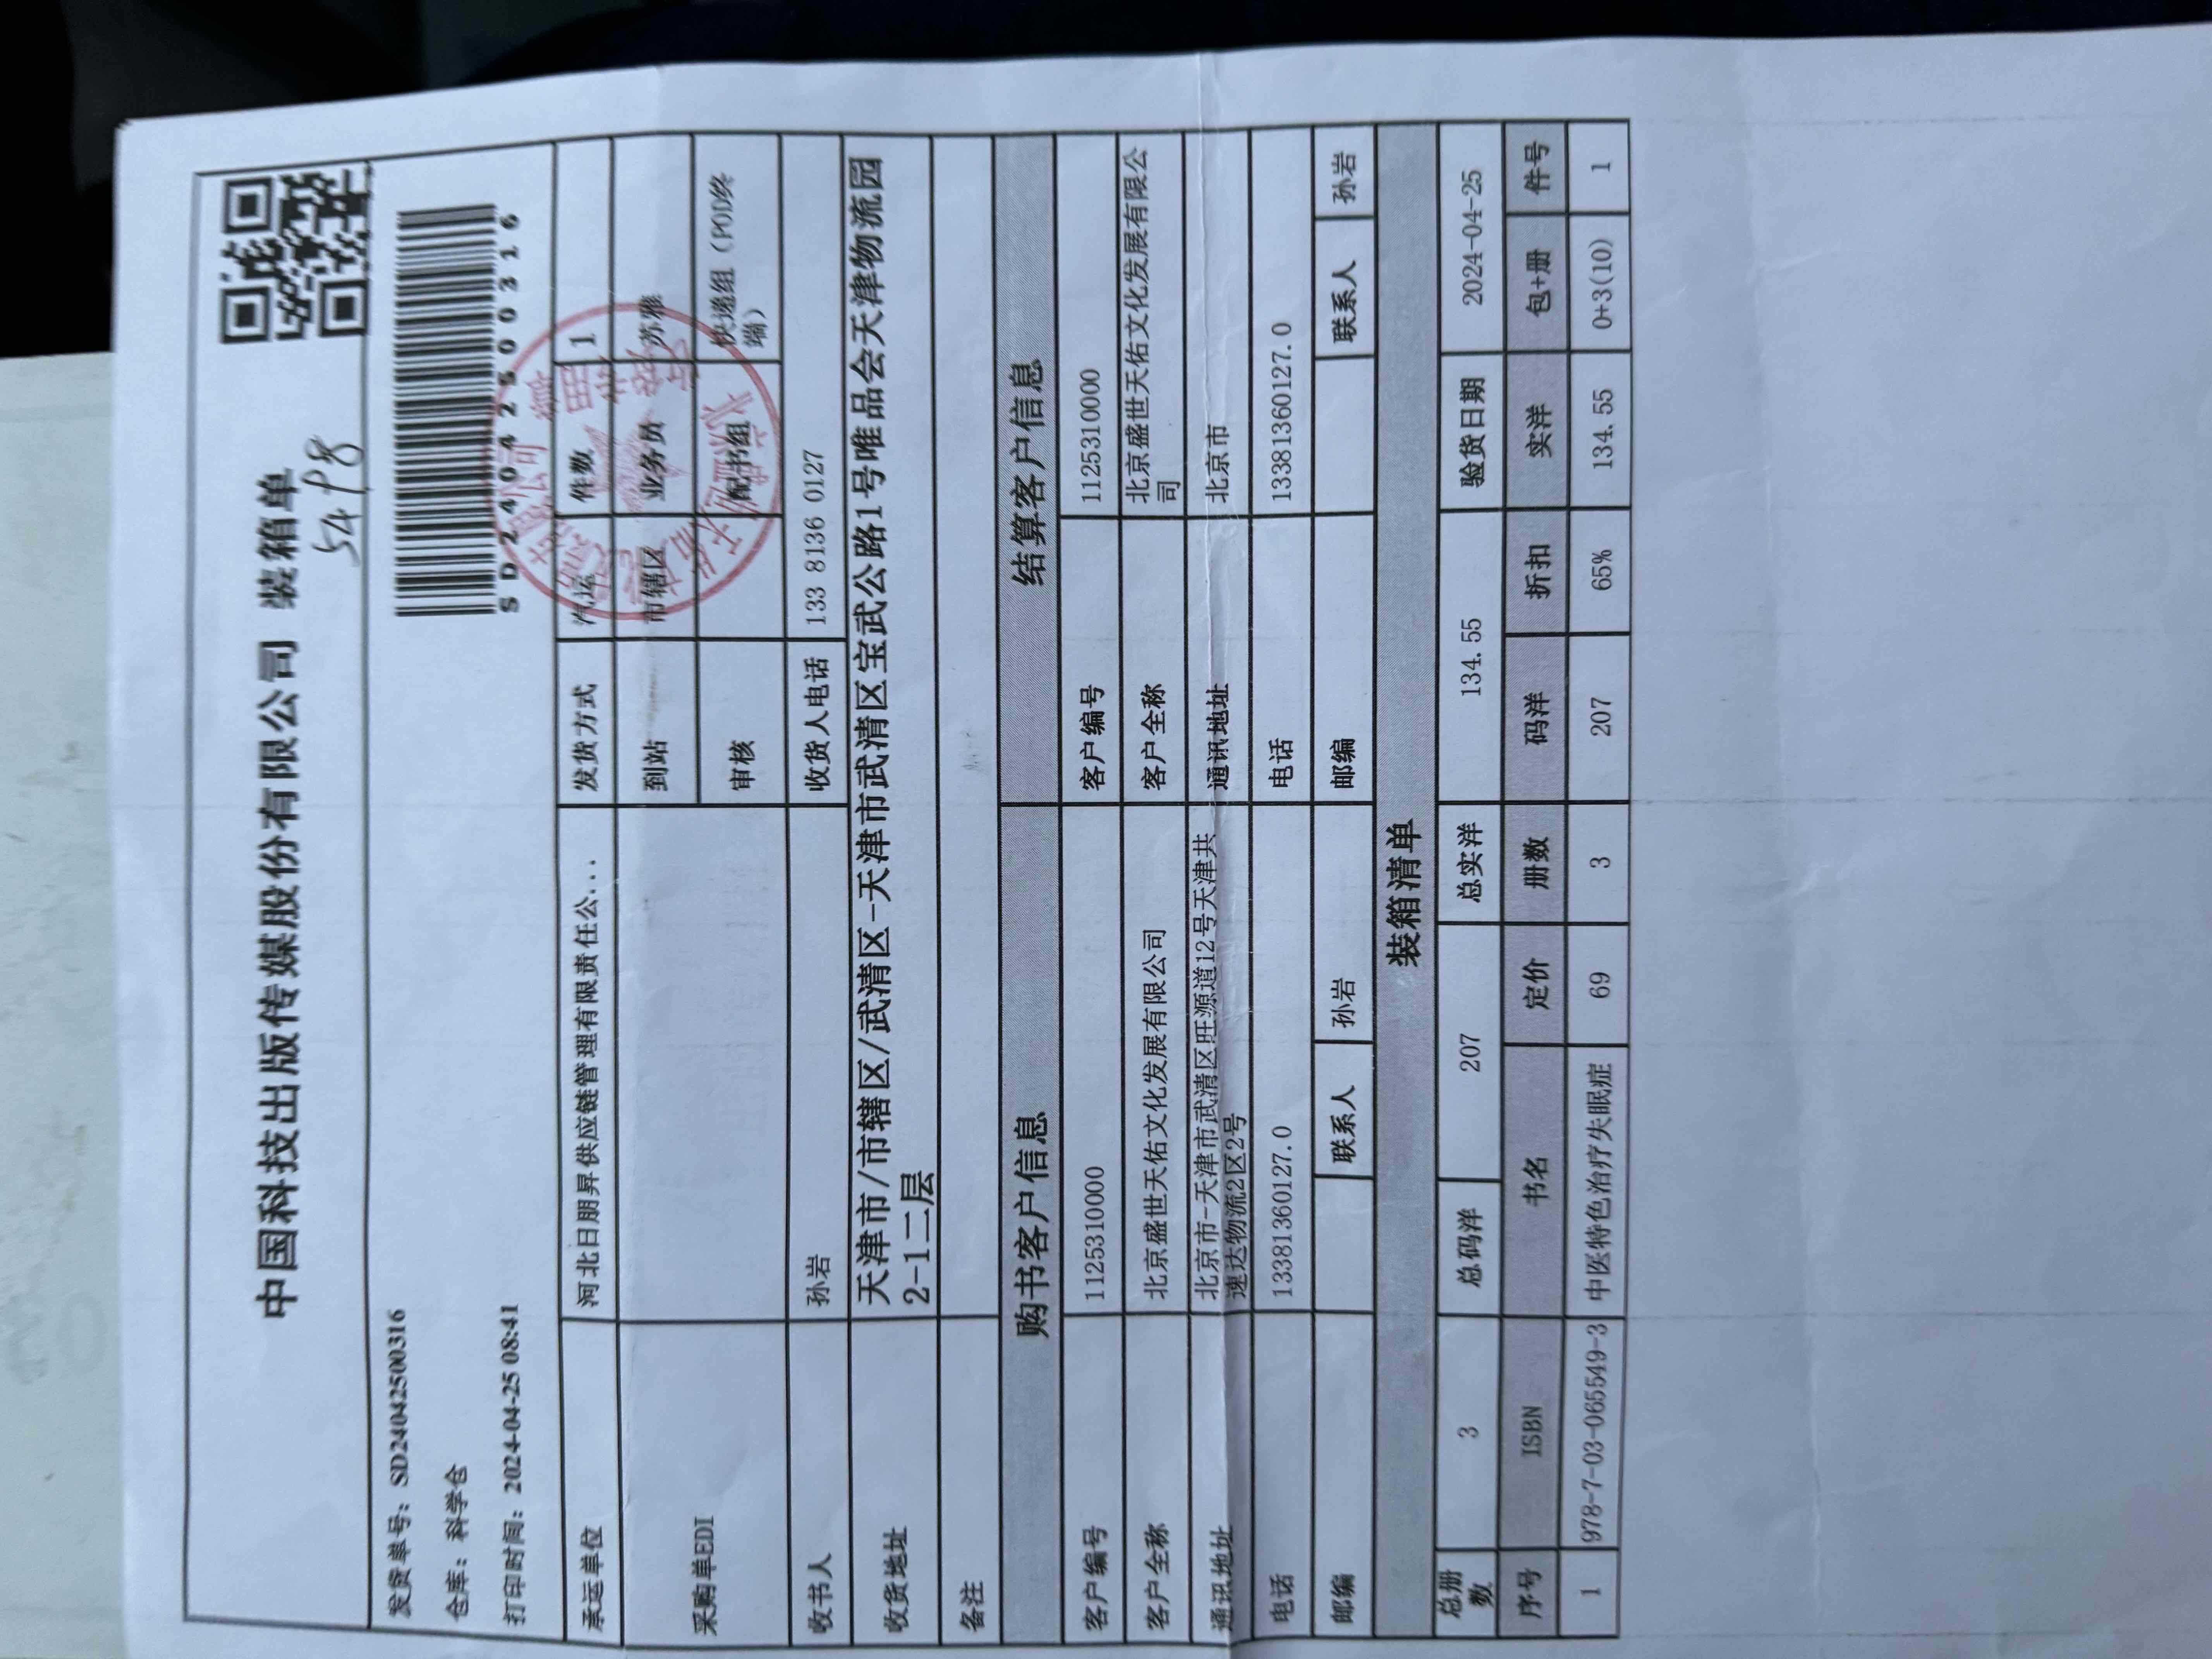 中国科技出版传媒股份有限公司 装箱单
5498
发货单号：SD240425003​16
仓库：科学仓
打印时间：2024-04-25 08:41
SD24042500316
承运单位 河北日朋昇供应链管理有限责任公... 发货方式 汽运 件数 1
采购单EDI 到站 市辖区 业务员 苏雅
审核 配书组 快递组（POD终
端）
收书人 孙岩 收货人电话 133 8136 0127
收货地址 天津市/市辖区/武清区-天津市武清区宝武公路1号唯品会天津物流园
2-1二层
备注
购书客户信息 结算客户信息
客户编号 1125310000 客户编号 1125310000
客户全称 北京盛世天佑文化发展有限公司 客户全称 北京盛世天佑文化发展有限公
司
通讯地址 北京市-天津市武清区旺源道12号天津共
速达物流2区2号 通讯地址 北京市
电话 13381360127.0 电话 13381360127.0
邮编 联系人 孙岩 邮编 联系人 孙岩
装箱清单
总册
数 3 总码洋 207 总实洋 134.55 验货日期 2024-04-25
序号 ISBN 书名 定价 册数 码洋 折扣 实洋 包+册 件号
1 978-7-03-065549-3 中医特色治疗失眠症 69 3 207 65% 134.55 0+3(10) 1